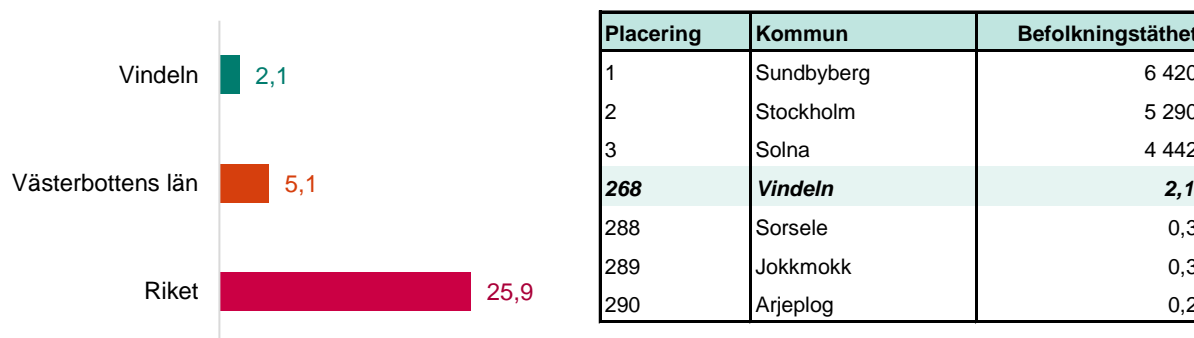 Vindeln 2,1
Västerbottens län 5,1
Riket 25,9
Placering Kommun Befolkningstäthet
1 Sundbyberg 6 420
2 Stockholm 5 290
3 Solna 4 442
268 Vindeln 2,1
288 Sorsele 0,3
289 Jokkmokk 0,3
290 Arjeplog 0,2